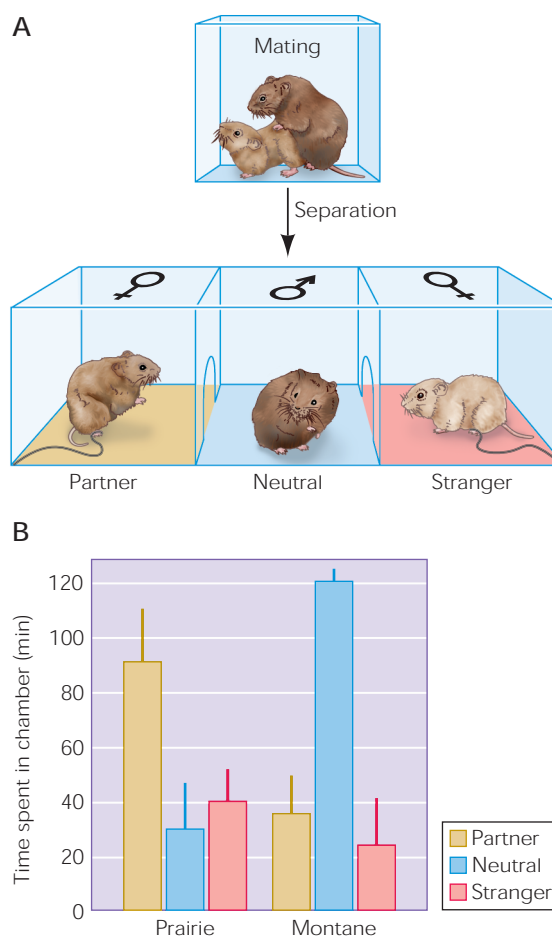 A
Mating
Separation
♀ ♂ ♀
Partner Neutral Stranger
B
Time spent in chamber (min)
120
100
80
60
40
20
0
Prairie Montane
Partner
Neutral
Stranger